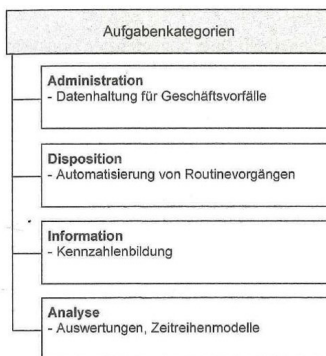 Aufgabenkategorien
Administration
- Datenhaltung für Geschäftsvorfälle
Disposition
- Automatisierung von Routinevorgängen
Information
- Kennzahlenbildung
Analyse
- Auswertungen, Zeitreihenmodelle